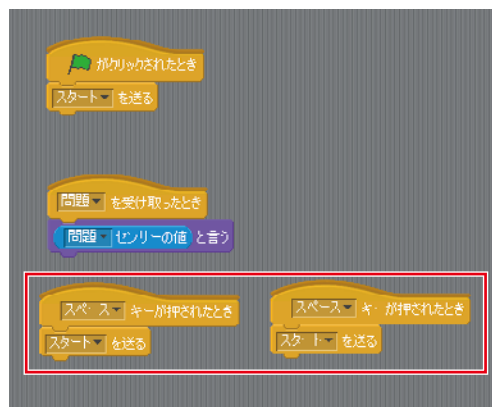 がクリックされたとき
スタート を送る
問題 を受け取ったとき
問題 センサーの値 と言う
スペース キーが押されたとき
スタート を送る
スペース キーが押されたとき
スタート を送る